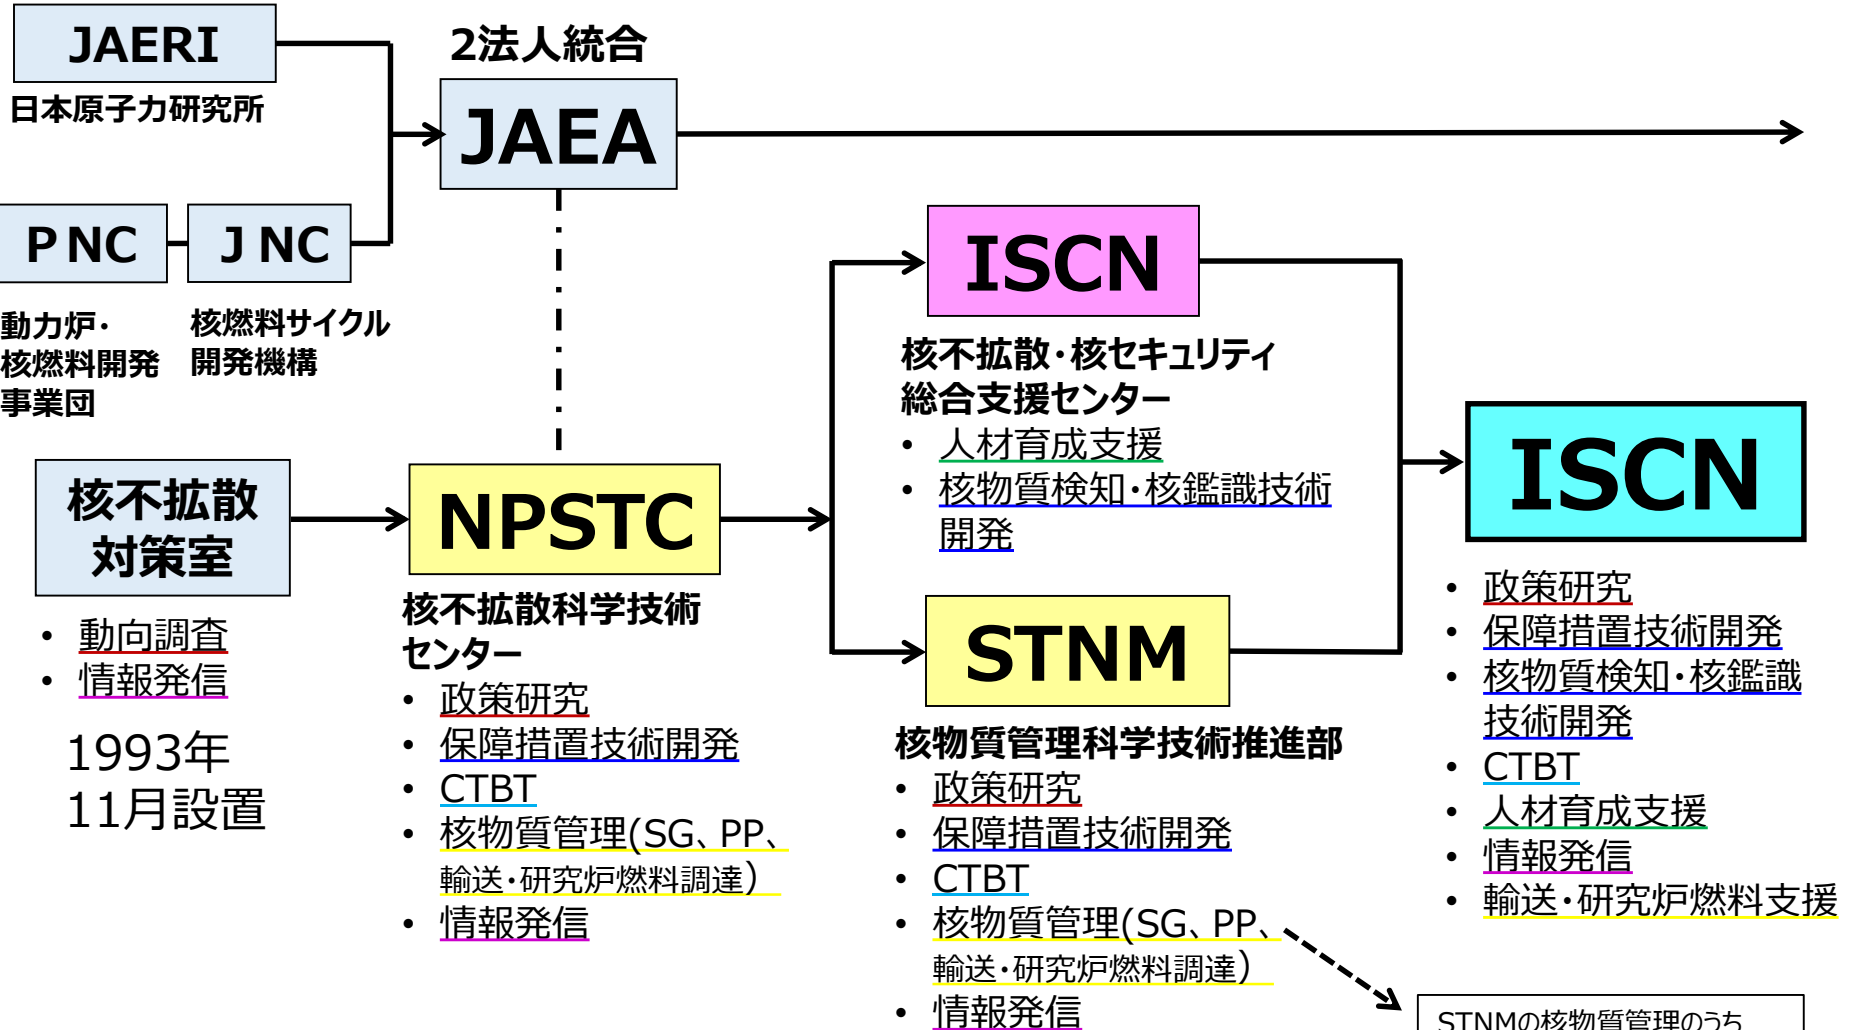 JAERI
日本原子力研究所
2法人統合
JAEA
PNC
JNC
動力炉・
核燃料開発
事業団
核燃料サイクル
開発機構
核不拡散
対策室
• 動向調査
• 情報発信
1993年
11月設置
NPSTC
核不拡散科学技術
センター
• 政策研究
• 保障措置技術開発
• CTBT
• 核物質管理(SG、PP、
輸送・研究炉燃料調達）
• 情報発信
ISCN
核不拡散・核セキュリティ
総合支援センター
• 人材育成支援
• 核物質検知・核鑑識技術
開発
STNM
核物質管理科学技術推進部
• 政策研究
• 保障措置技術開発
• CTBT
• 核物質管理(SG、PP、
輸送・研究炉燃料調達）
• 情報発信
ISCN
• 政策研究
• 保障措置技術開発
• 核物質検知・核鑑識
技術開発
• CTBT
• 人材育成支援
• 情報発信
• 輸送・研究炉燃料支援
STNMの核物質管理のうち